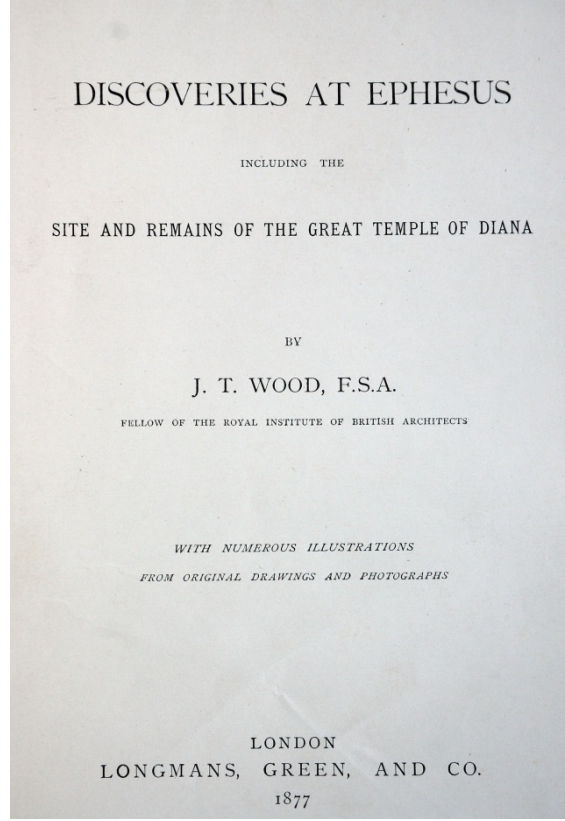 DISCOVERIES AT EPHESUS
INCLUDING THE
SITE AND REMAINS OF THE GREAT TEMPLE OF DIANA
BY
J. T. WOOD, F.S.A.
FELLOW OF THE ROYAL INSTITUTE OF BRITISH ARCHITECTS
WITH NUMEROUS ILLUSTRATIONS
FROM ORIGINAL DRAWINGS AND PHOTOGRAPHS
LONDON
LONGMANS, GREEN, AND CO.
1877